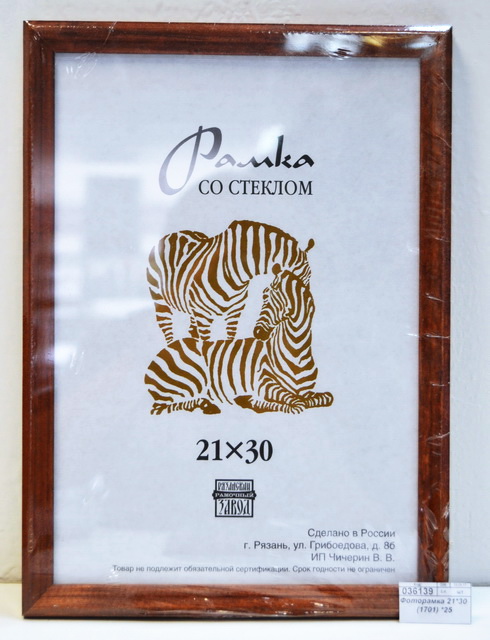 Рамка
СО СТЕКЛОМ
21×30
РЯЗАНСКИЙ
РАМОЧНЫЙ
ЗАВОД
Сделано в России
г. Рязань, ул. Грибоедова, д. 8б
ИП Чичерин В. В.
Товар не подлежит обязательной сертификации. Срок годности не ограничен
036139
Фоторамка 21*30
(1701) *25